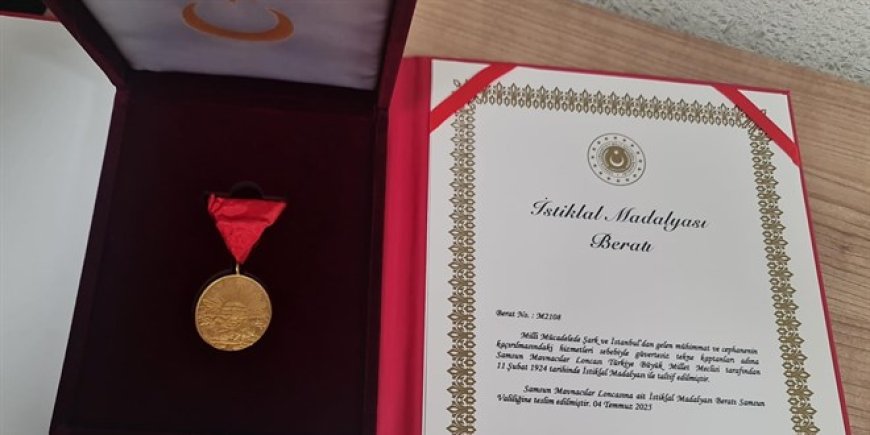 İstiklal Madalyası
Beratı
Berat No. : M2108
Milli Mücadelede Şark ve İstanbul'dan gelen mühimmat ve cephanenin
kaçırılmasındaki hizmetleri sebebiyle güvertesiz tekne kaptanları adına
Samsun Mavnacılar Loncası Türkiye Büyük Millet Meclisi tarafından
11 Şubat 1924 tarihinde İstiklal Madalyası ile taltif edilmiştir.
Samsun Mavnacılar Loncasına ait İstiklal Madalyası Beratı Samsun
Valiliğine teslim edilmiştir. 04 Temmuz 2025